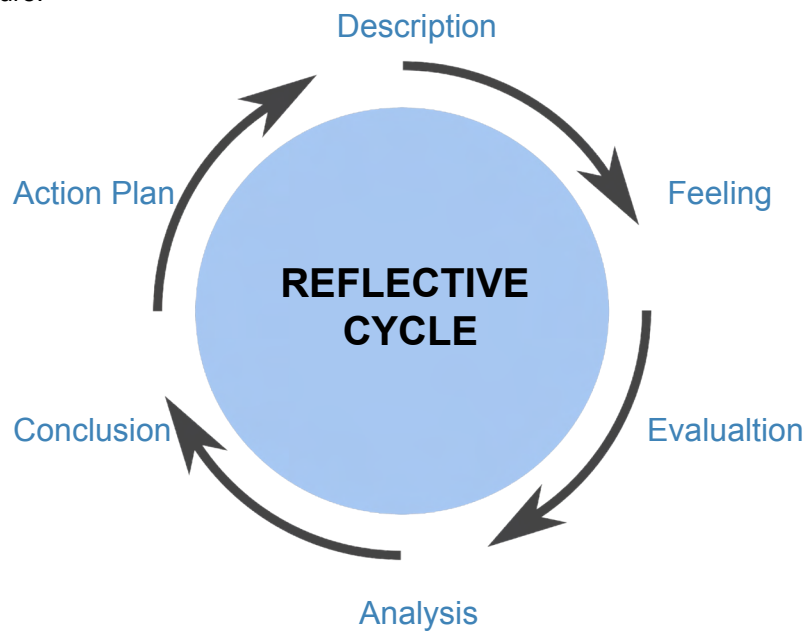 Description
Feeling
Evalualtion
Analysis
Conclusion
Action Plan
REFLECTIVE
CYCLE